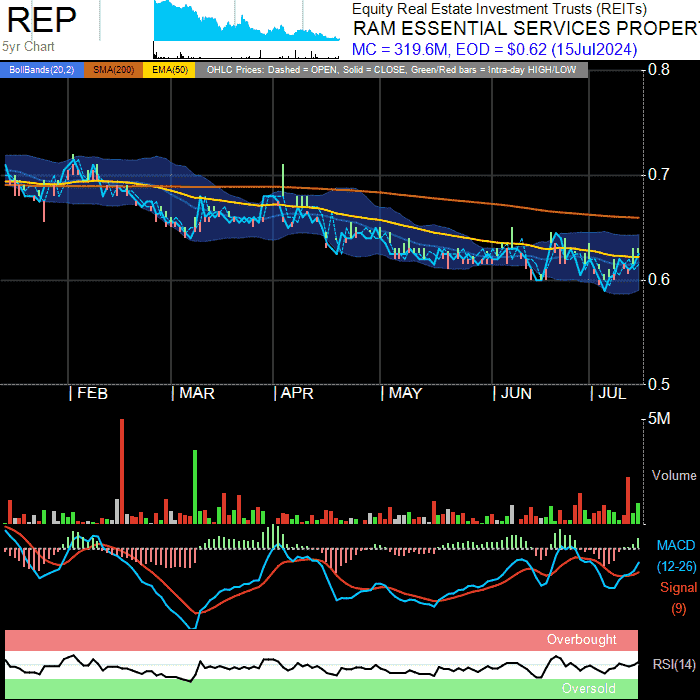 REP
5yr Chart
Equity Real Estate Investment Trusts (REITs)
RAM ESSENTIAL SERVICES PROPER
MC = 319.6M, EOD = $0.62 (15Jul2024)
BollBands(20,2) SMA(200) EMA(50) OHLC Prices: Dashed = OPEN, Solid = CLOSE, Green/Red bars = Intra-day HIGH/LOW
0.8
0.7
0.6
0.5
| FEB | MAR | APR | MAY | JUN | JUL
5M
Volume
MACD
(12-26)
Signal
(9)
Overbought
RSI(14)
Oversold